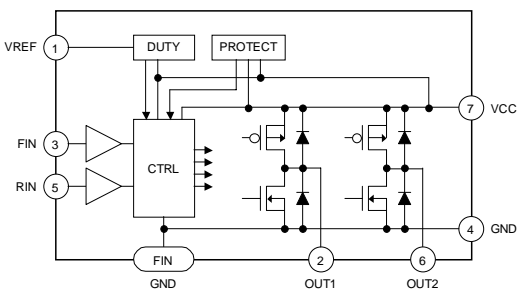 VREF 1 DUTY PROTECT
7 VCC
FIN 3
CTRL
RIN 5
4 GND
FIN 2 6
GND OUT1 OUT2